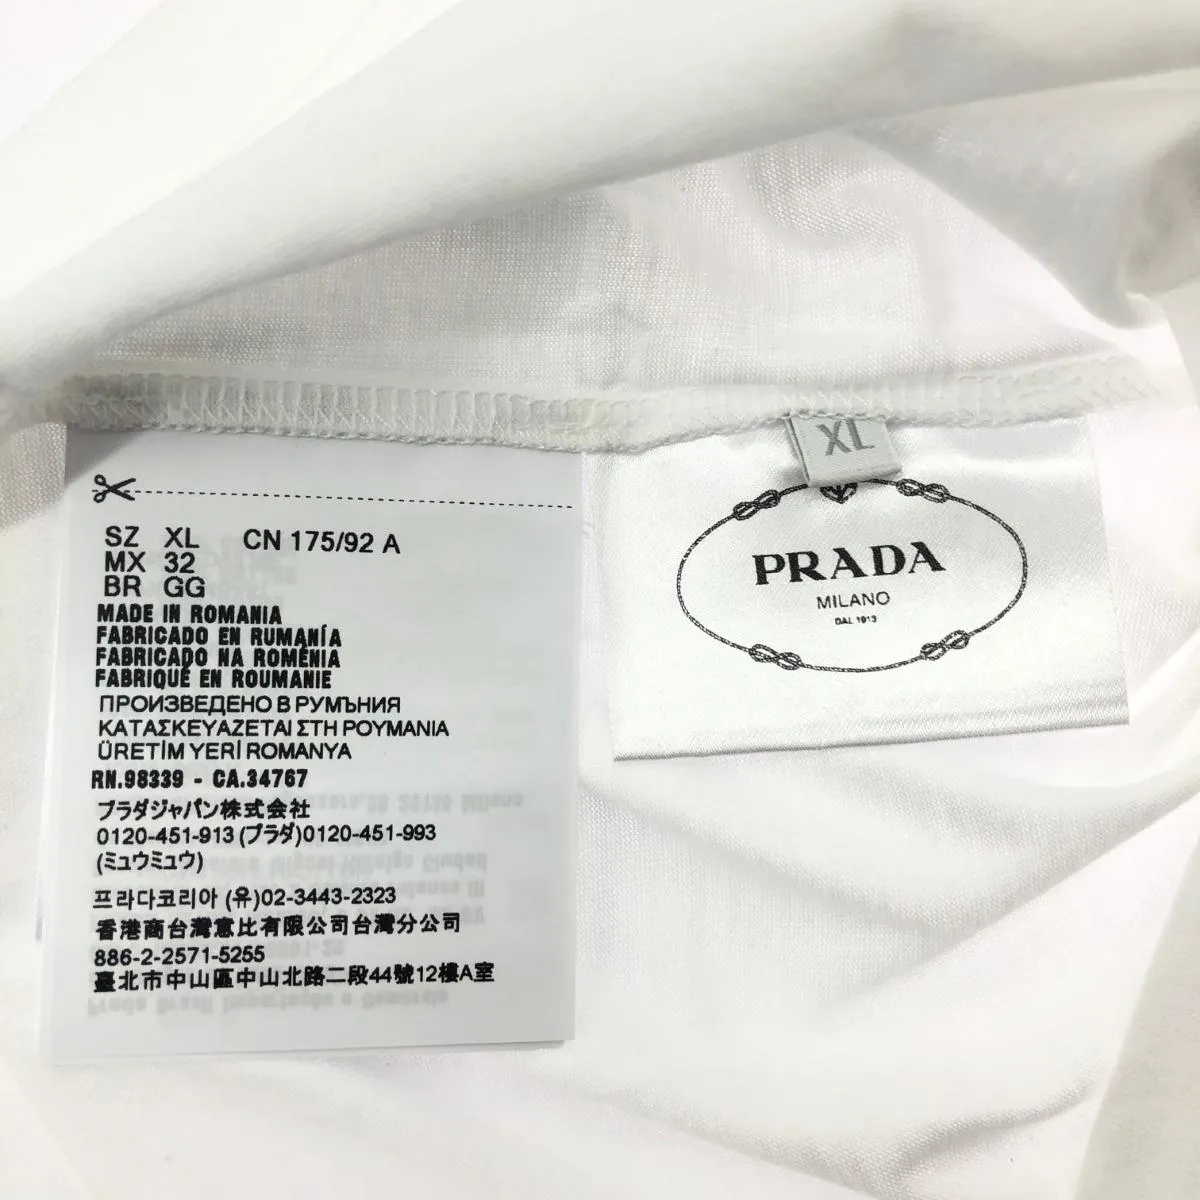 SZ XL CN 175/92 A
MX 32
BR GG
MADE IN ROMANIA
FABRICADO EN RUMANÍA
FABRICADO NA ROMÉNIA
FABRIQUÉ EN ROUMANIE
ПРОИЗВЕДЕНО В РУМЪНИЯ
ΚΑΤΑΣΚΕΥΑΖΕΤΑΙ ΣΤΗ ΡΟΥΜΑΝΙΑ
ÜRETİM YERİ ROMANYA
RN.98339 - CA.34767
プラダジャパン株式会社
0120-451-913 (プラダ)0120-451-993
(ミュウミュウ)
프라다코리아 (유)02-3443-2323
香港商台灣意比有限公司台灣分公司
886-2-2571-5255
臺北市中山區中山北路二段44號12樓A室
XL
PRADA
MILANO
DAL 1913